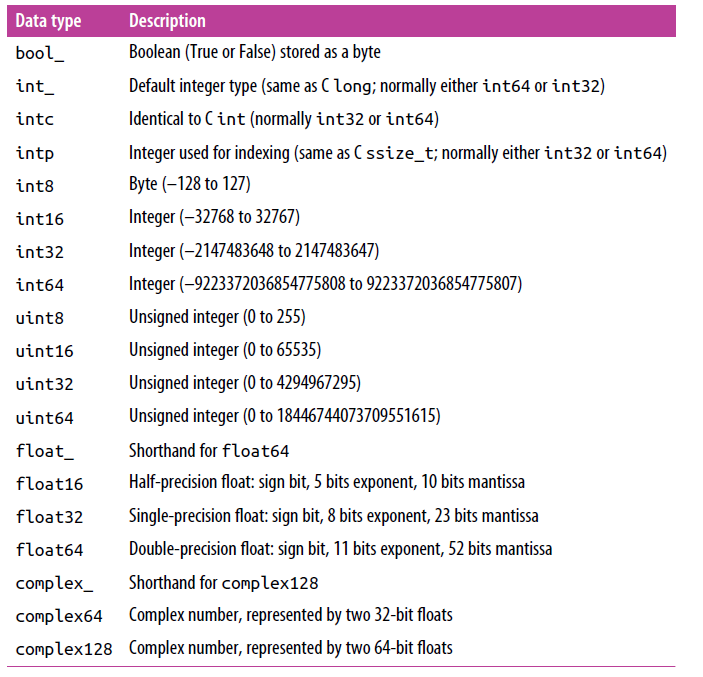 Data type Description
bool_ Boolean (True or False) stored as a byte
int_ Default integer type (same as C long; normally either int64 or int32)
intc Identical to C int (normally int32 or int64)
intp Integer used for indexing (same as C ssize_t; normally either int32 or int64)
int8 Byte (–128 to 127)
int16 Integer (–32768 to 32767)
int32 Integer (–2147483648 to 2147483647)
int64 Integer (–9223372036854775808 to 9223372036854775807)
uint8 Unsigned integer (0 to 255)
uint16 Unsigned integer (0 to 65535)
uint32 Unsigned integer (0 to 4294967295)
uint64 Unsigned integer (0 to 18446744073709551615)
float_ Shorthand for float64
float16 Half-precision float: sign bit, 5 bits exponent, 10 bits mantissa
float32 Single-precision float: sign bit, 8 bits exponent, 23 bits mantissa
float64 Double-precision float: sign bit, 11 bits exponent, 52 bits mantissa
complex_ Shorthand for complex128
complex64 Complex number, represented by two 32-bit floats
complex128 Complex number, represented by two 64-bit floats